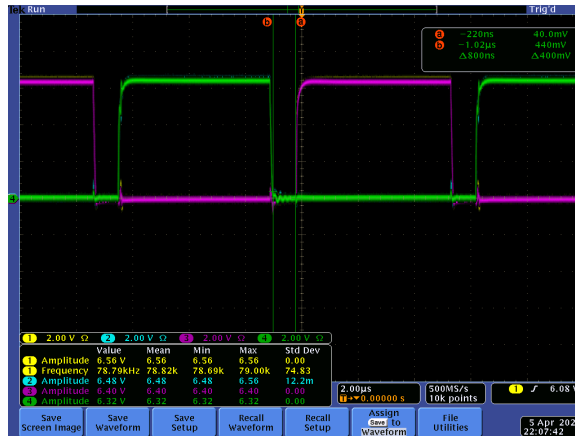 Tek Run Trig'd
b a
a −220ns 40.0mV
b −1.02µs 440mV
Δ800ns Δ400mV
4
1 2.00 V Ω 2 2.00 V Ω 3 2.00 V Ω 4 2.00 V Ω
Value Mean Min Max Std Dev
1 Amplitude 6.56 V 6.56 6.56 6.56 0.00
1 Frequency 78.79kHz 78.82k 78.69k 79.00k 74.83
2 Amplitude 6.48 V 6.48 6.48 6.56 12.2m
3 Amplitude 6.40 V 6.40 6.40 6.40 0.00
4 Amplitude 6.32 V 6.32 6.32 6.32 0.00
2.00µs 500MS/s 1 6.08 V
T→▾0.00000 s 10k points
Save Screen Image
Save Waveform
Save Setup
Recall Waveform
Recall Setup
Assign Save to Waveform
File Utilities
5 Apr 202
22:07:42